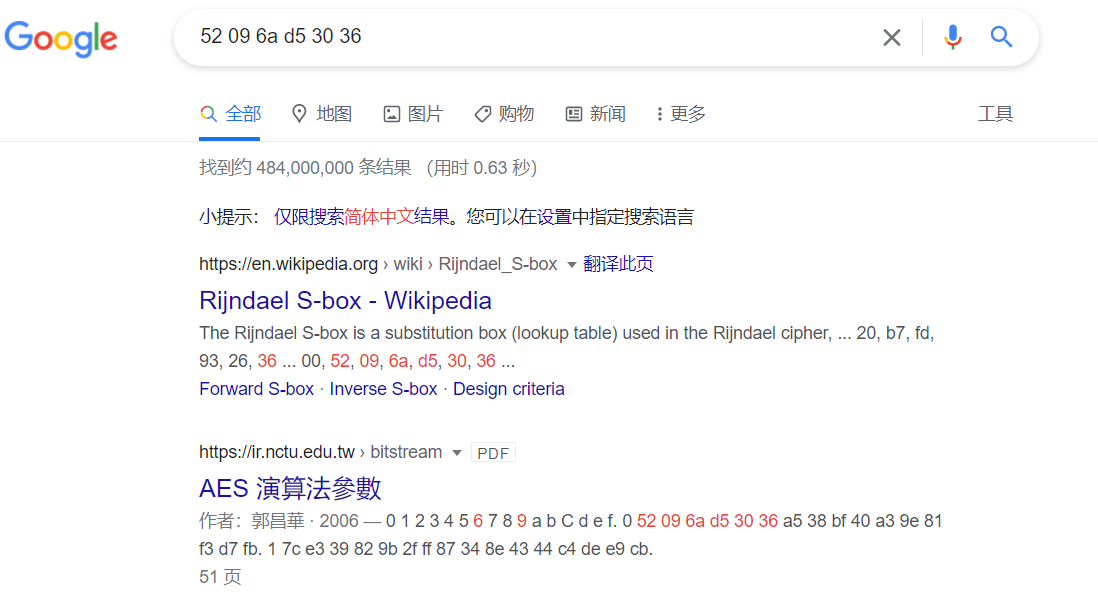 Google
52 09 6a d5 30 36
全部 地图 图片 购物 新闻 更多 工具
找到约 484,000,000 条结果 （用时 0.63 秒）
小提示： 仅限搜索简体中文结果。您可以在设置中指定搜索语言
https://en.wikipedia.org › wiki › Rijndael_S-box 翻译此页
Rijndael S-box - Wikipedia
The Rijndael S-box is a substitution box (lookup table) used in the Rijndael cipher, ... 20, b7, fd,
93, 26, 36 ... 00, 52, 09, 6a, d5, 30, 36 ...
Forward S-box · Inverse S-box · Design criteria
https://ir.nctu.edu.tw › bitstream PDF
AES 演算法參數
作者：郭昌華 · 2006 — 0 1 2 3 4 5 6 7 8 9 a b C d e f. 0 52 09 6a d5 30 36 a5 38 bf 40 a3 9e 81
f3 d7 fb. 1 7c e3 39 82 9b 2f ff 87 34 8e 43 44 c4 de e9 cb.
51 页